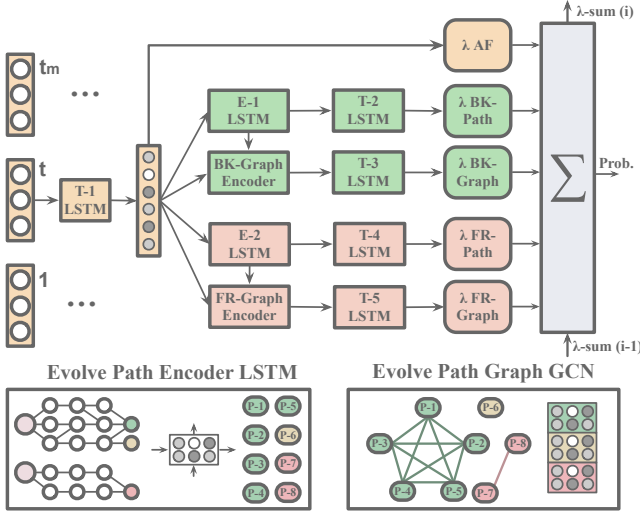 λ-sum (i)
tm
...
λ AF
E-1
LSTM
T-2
LSTM
λ BK-
Path
t
T-1
LSTM
BK-Graph
Encoder
T-3
LSTM
λ BK-
Graph
∑
Prob.
E-2
LSTM
T-4
LSTM
λ FR-
Path
1
...
FR-Graph
Encoder
T-5
LSTM
λ FR-
Graph
λ-sum (i-1)
Evolve Path Encoder LSTM
P-1 P-5
P-2 P-6
P-3 P-7
P-4 P-8
Evolve Path Graph GCN
P-1 P-6
P-3 P-2 P-8
P-4 P-5 P-7